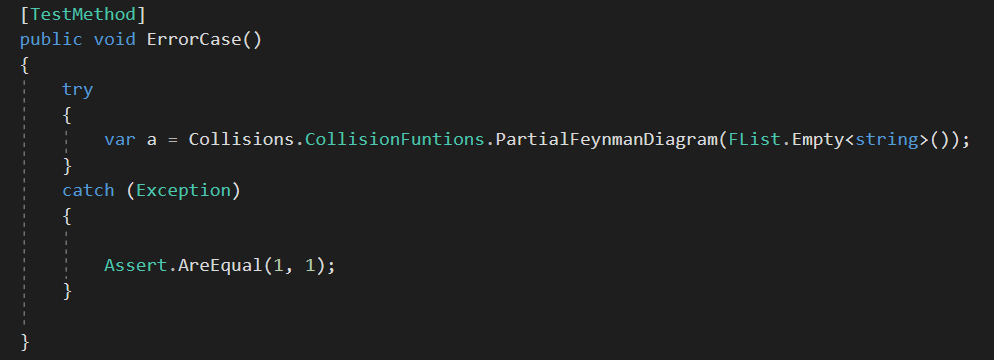 [TestMethod]
public void ErrorCase()
{
try
{
var a = Collisions.CollisionFuntions.PartialFeynmanDiagram(FList.Empty<string>());
}
catch (Exception)
{
Assert.AreEqual(1, 1);
}
}